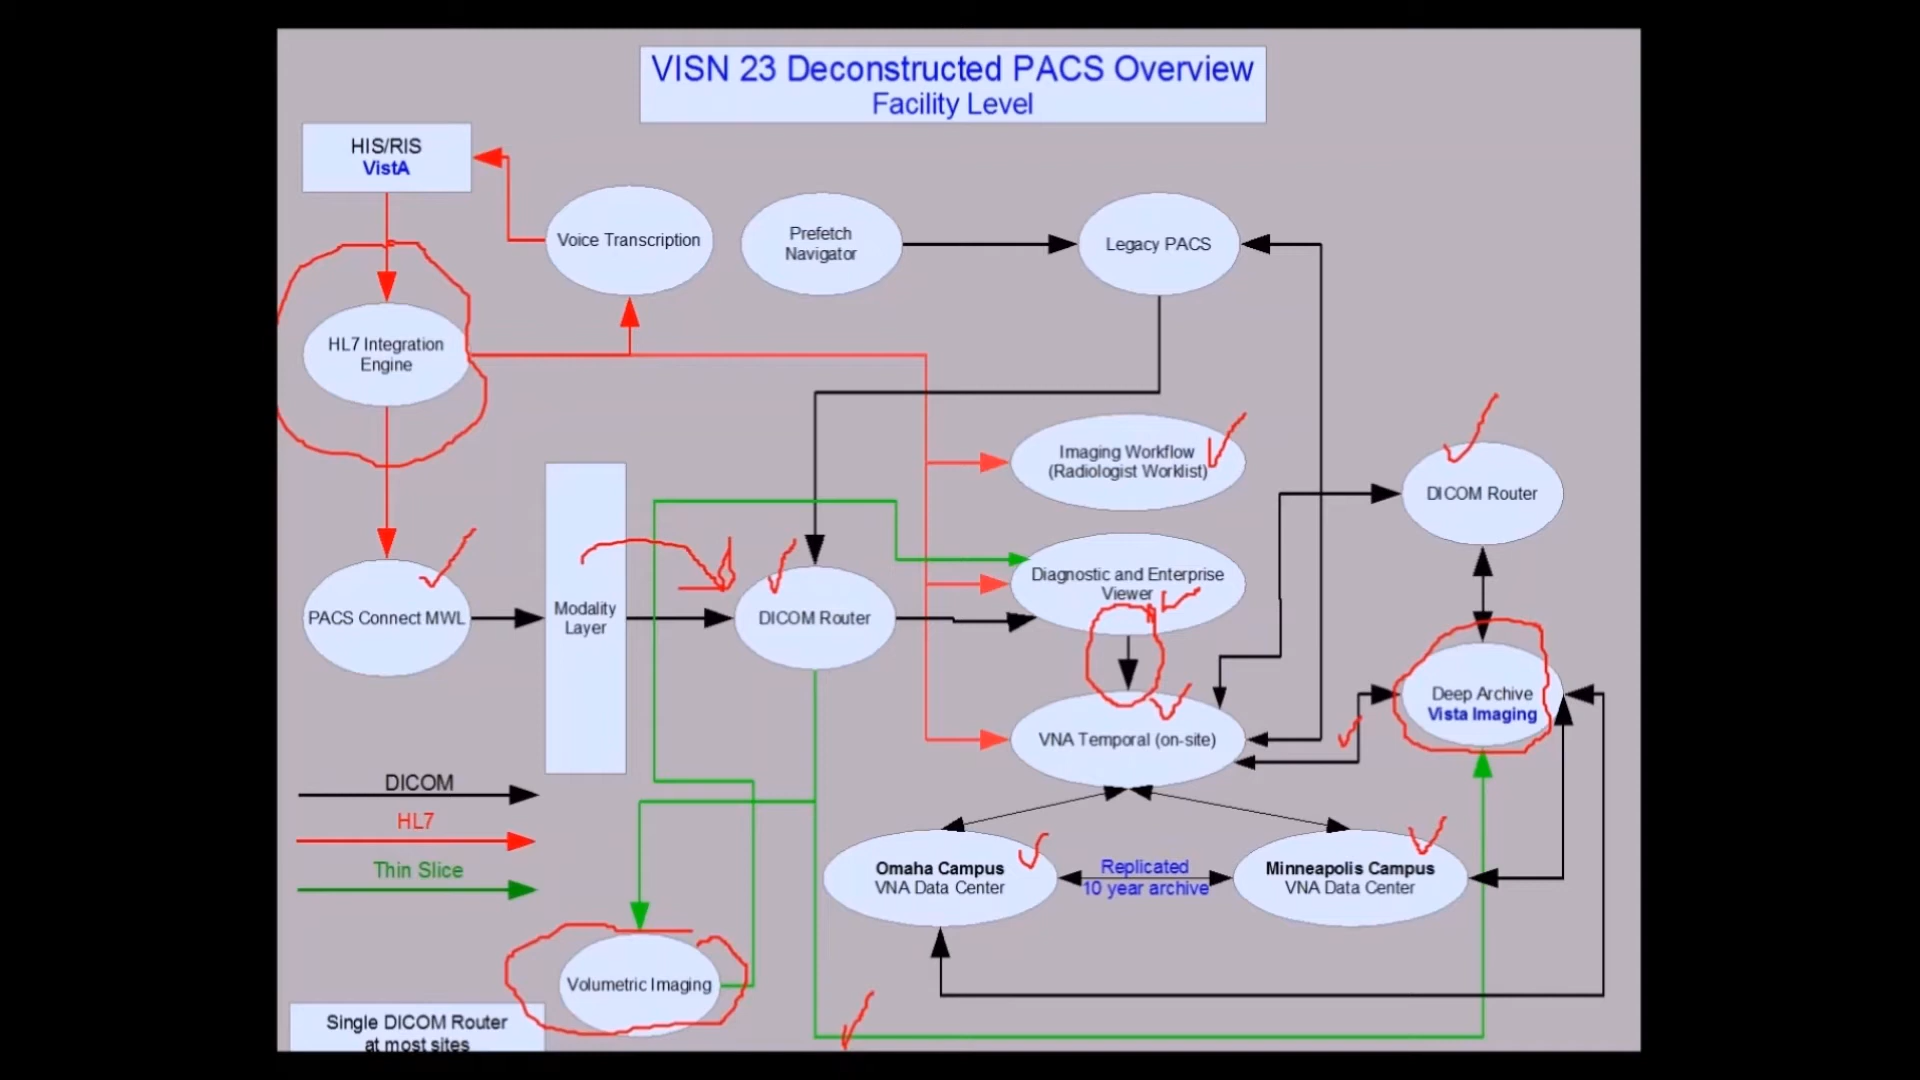 VISN 23 Deconstructed PACS Overview
Facility Level
HIS/RIS
VistA
Voice Transcription
Prefetch
Navigator
Legacy PACS
HL7 Integration
Engine
Imaging Workflow
(Radiologist Worklist)
DICOM Router
PACS Connect MWL
Modality
Layer
DICOM Router
Diagnostic and Enterprise
Viewer
VNA Temporal (on-site)
Deep Archive
Vista Imaging
DICOM
HL7
Thin Slice
Omaha Campus
VNA Data Center
Replicated
10 year archive
Minneapolis Campus
VNA Data Center
Volumetric Imaging
Single DICOM Router
at most sites